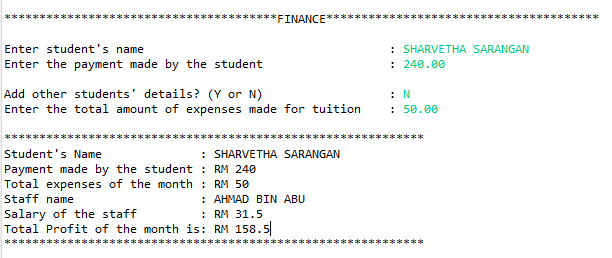 ***************************************FINANCE***************************************
Enter student's name : SHARVETHA SARANGAN
Enter the payment made by the student : 240.00
Add other students' details? (Y or N) : N
Enter the total amount of expenses made for tuition : 50.00
************************************************************
Student's Name : SHARVETHA SARANGAN
Payment made by the student : RM 240
Total expenses of the month : RM 50
Staff name : AHMAD BIN ABU
Salary of the staff : RM 31.5
Total Profit of the month is: RM 158.5
************************************************************